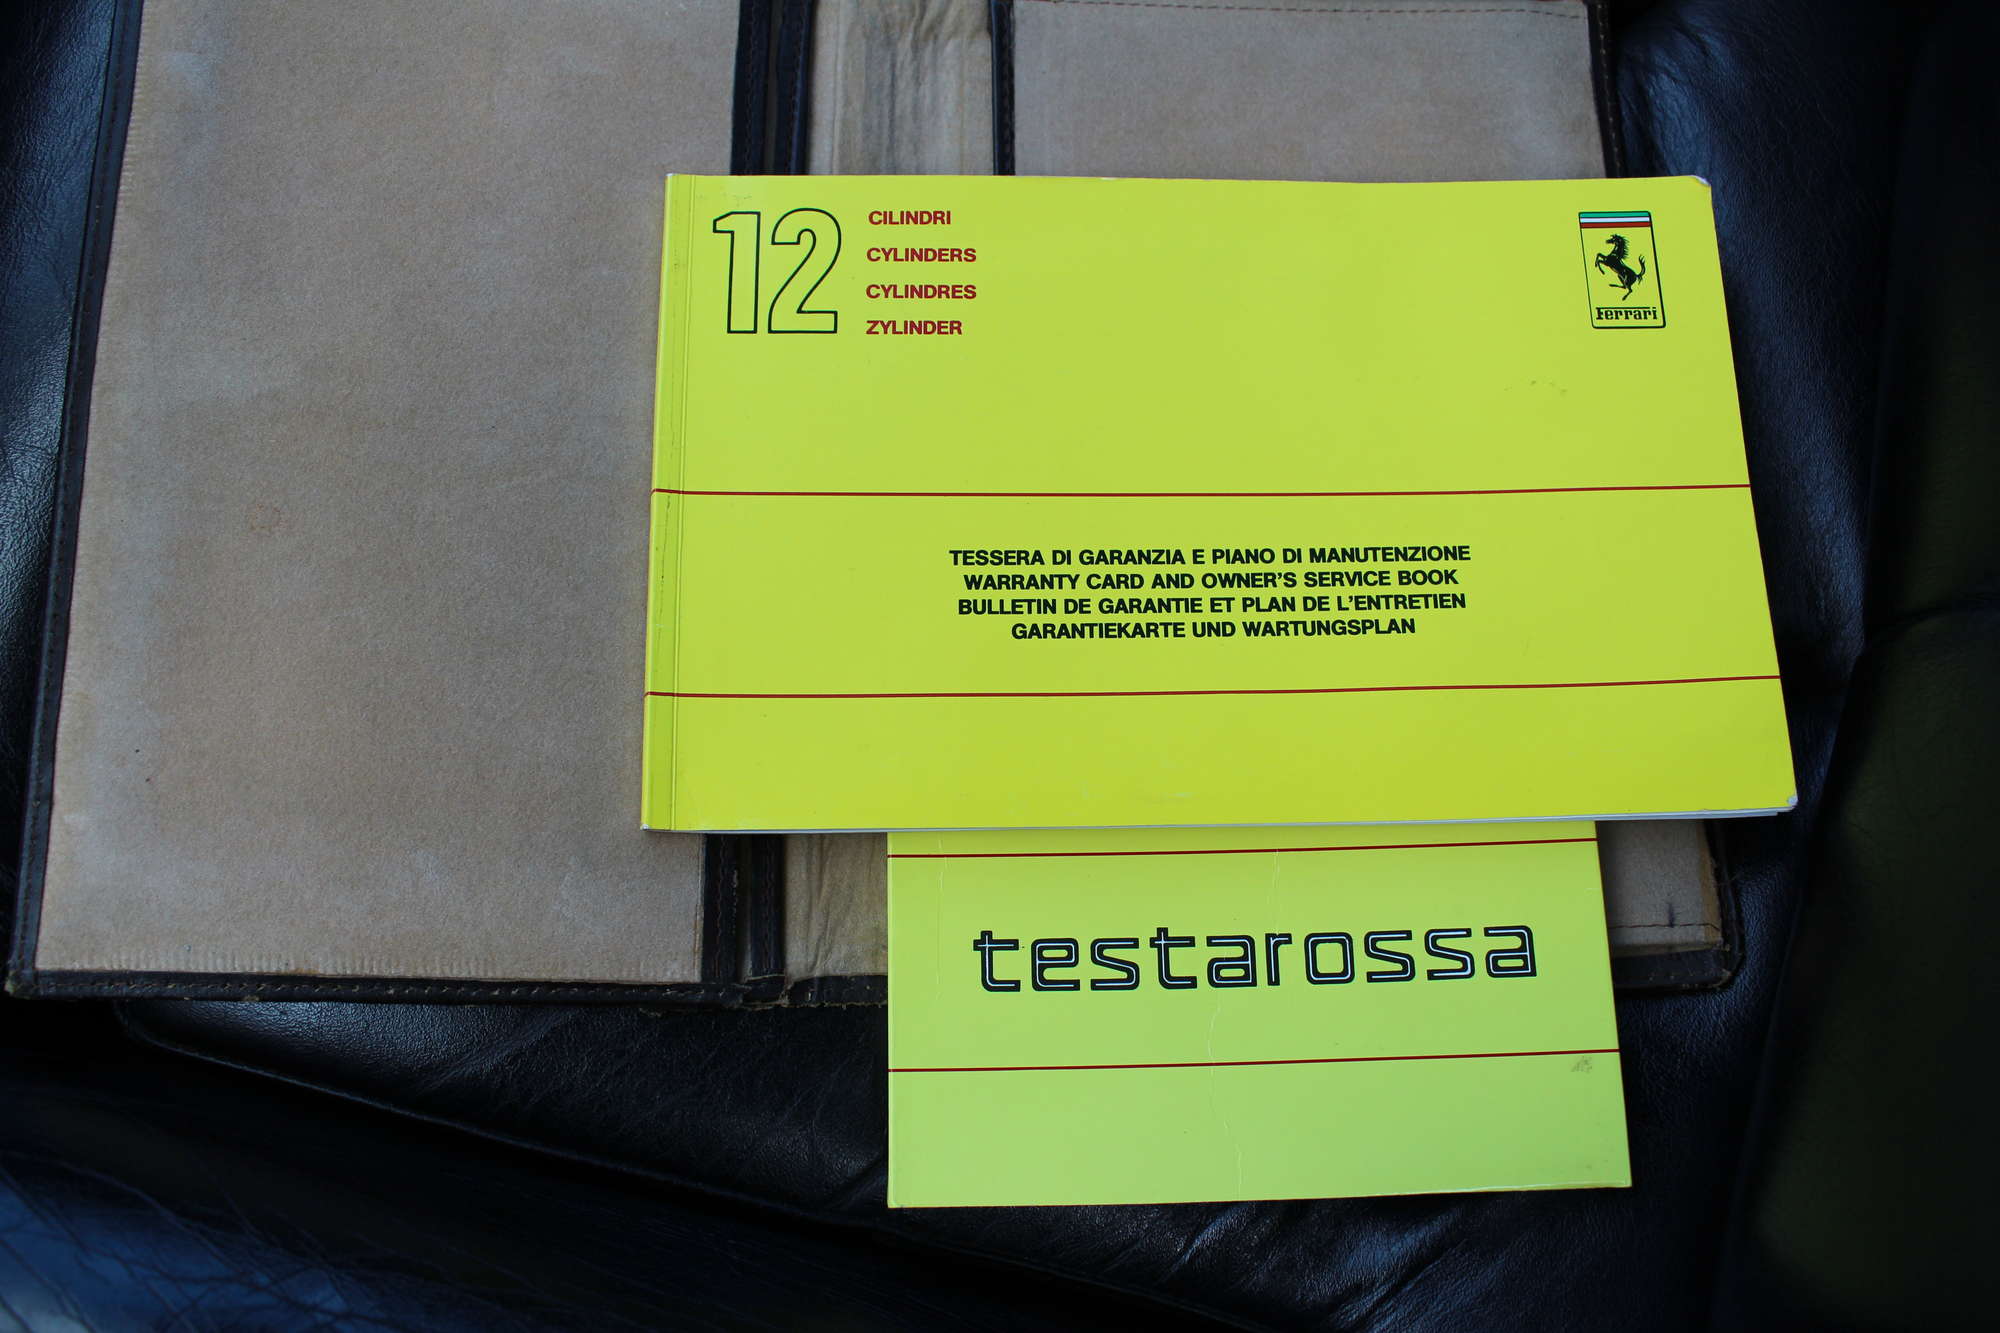 12
CILINDRI
CYLINDERS
CYLINDRES
ZYLINDER
Ferrari
TESSERA DI GARANZIA E PIANO DI MANUTENZIONE
WARRANTY CARD AND OWNER'S SERVICE BOOK
BULLETIN DE GARANTIE ET PLAN DE L'ENTRETIEN
GARANTIEKARTE UND WARTUNGSPLAN
testarossa